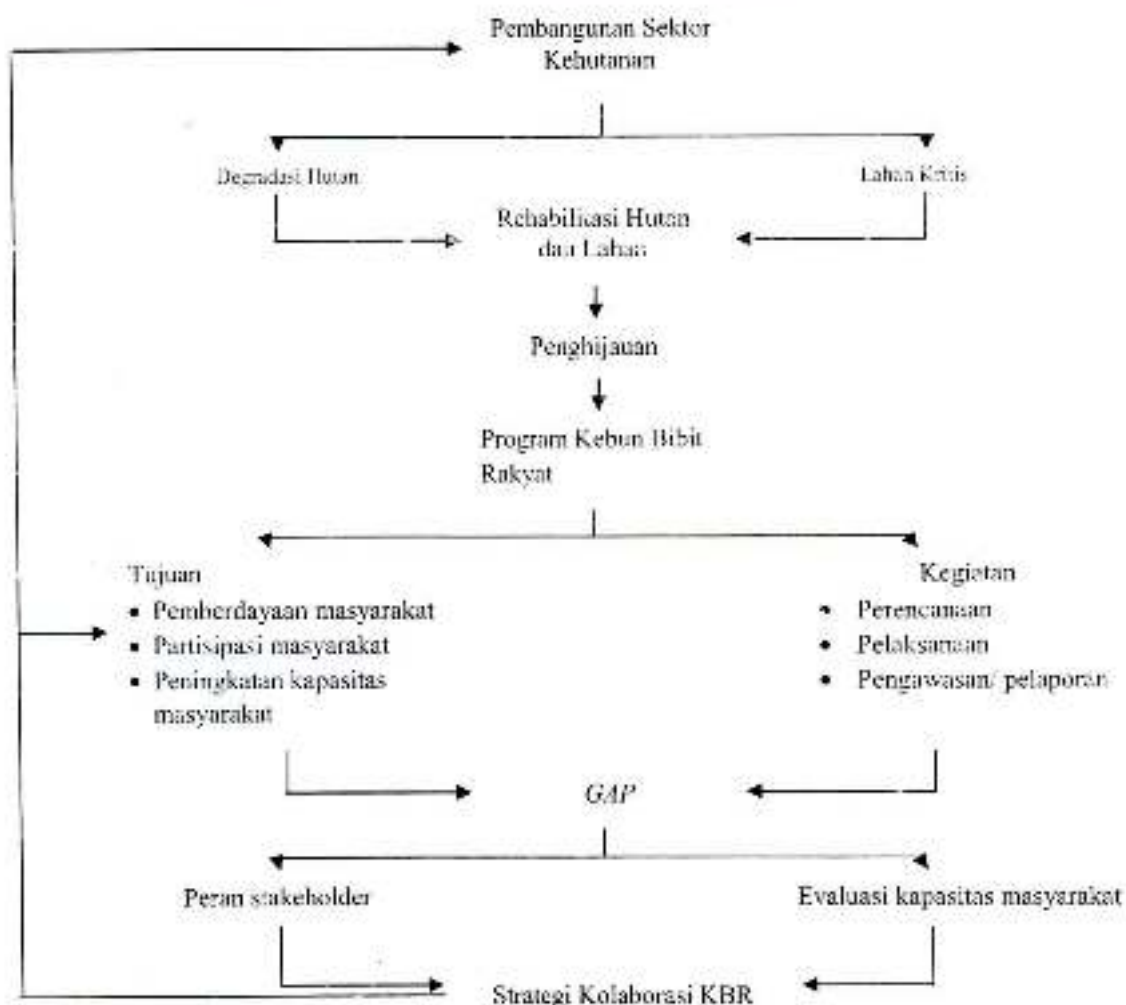 Pembangunan Sektor
Kehutanan
Degradasi Hutan
Lahan Kritis
Rehabilitasi Hutan
dan Lahan
Penghijauan
Program Kebun Bibit
Rakyat
Tujuan
• Pemberdayaan masyarakat
• Partisipasi masyarakat
• Peningkatan kapasitas
masyarakat
Kegiatan
• Perencanaan
• Pelaksanaan
• Pengawasan/ pelaporan
GAP
Peran stakeholder
Evaluasi kapasitas masyarakat
Strategi Kolaborasi KBR